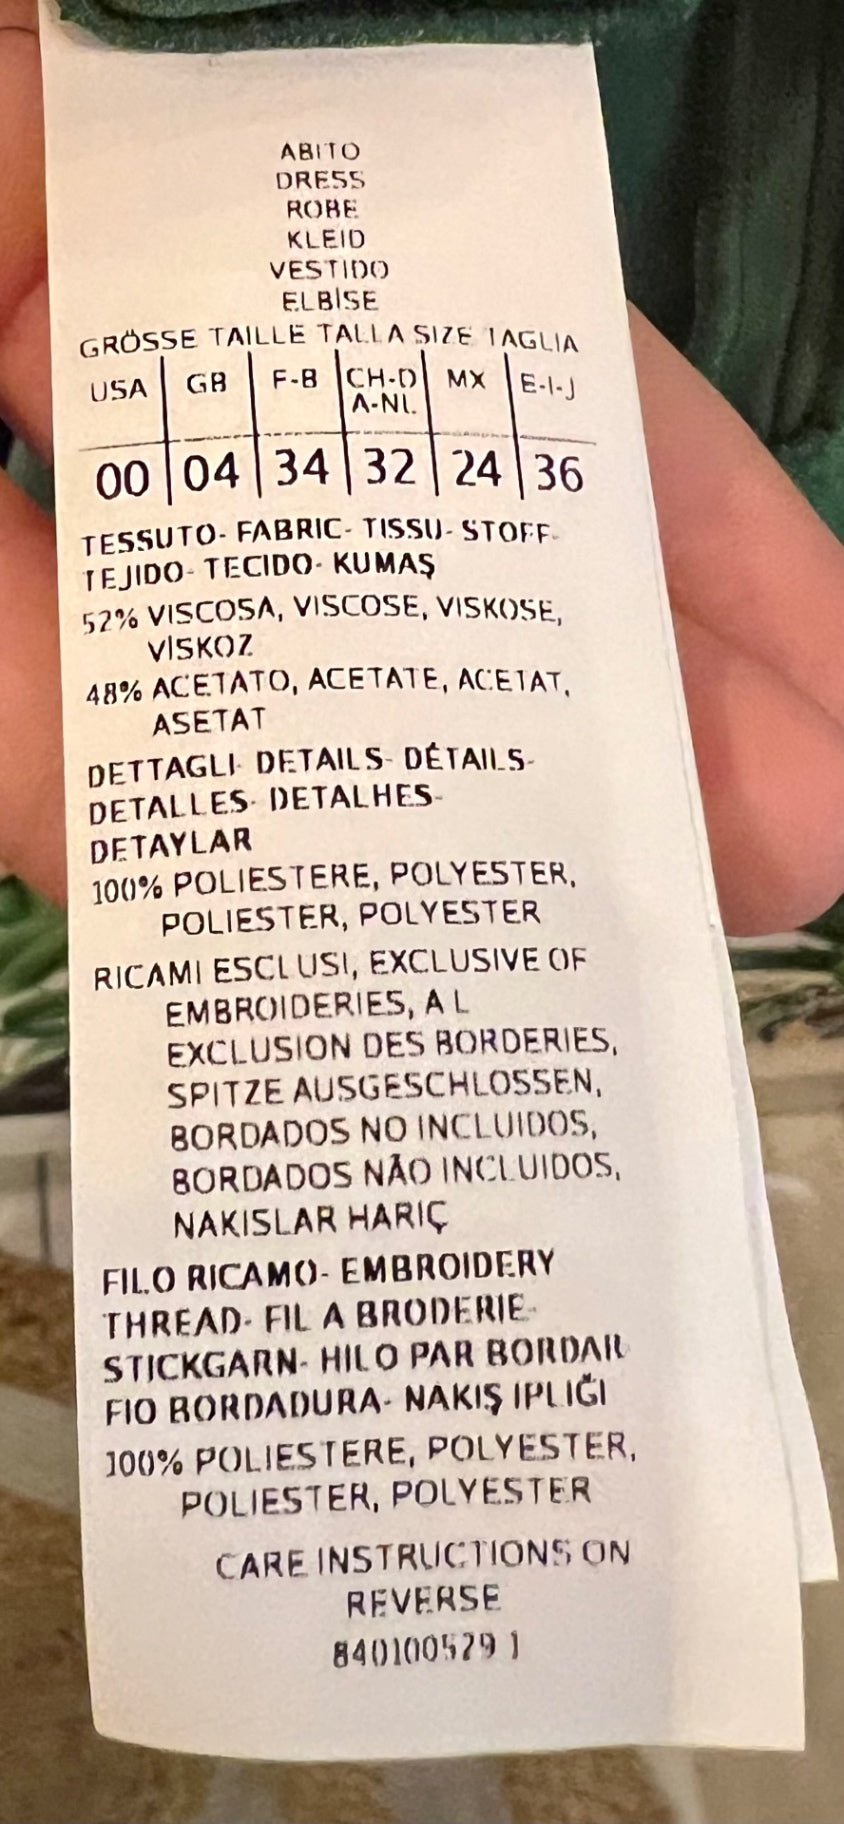 ABITO
DRESS
ROBE
KLEID
VESTIDO
ELBİSE
GRÖSSE TAILLE TALLA SIZE TAGLIA
USA GB F-B CH-D A-NL MX E-I-J
00 04 34 32 24 36
TESSUTO- FABRIC- TISSU- STOFF-
TEJIDO- TECIDO- KUMAŞ
52% VISCOSA, VISCOSE, VISKOSE,
VİSKOZ
48% ACETATO, ACETATE, ACETAT,
ASETAT
DETTAGLI- DETAILS- DÉTAILS-
DETALLES- DETALHES-
DETAYLAR
100% POLIESTERE, POLYESTER,
POLIESTER, POLYESTER
RICAMI ESCLUSI, EXCLUSIVE OF
EMBROIDERIES, A L
EXCLUSION DES BORDERIES,
SPITZE AUSGESCHLOSSEN,
BORDADOS NO INCLUIDOS,
BORDADOS NÃO INCLUIDOS,
NAKISLAR HARIÇ
FILO RICAMO- EMBROIDERY
THREAD- FIL A BRODERIE-
STICKGARN- HILO PAR BORDAR
FIO BORDADURA- NAKIŞ IPLIĞI
100% POLIESTERE, POLYESTER,
POLIESTER, POLYESTER
CARE INSTRUCTIONS ON
REVERSE
840100529 1